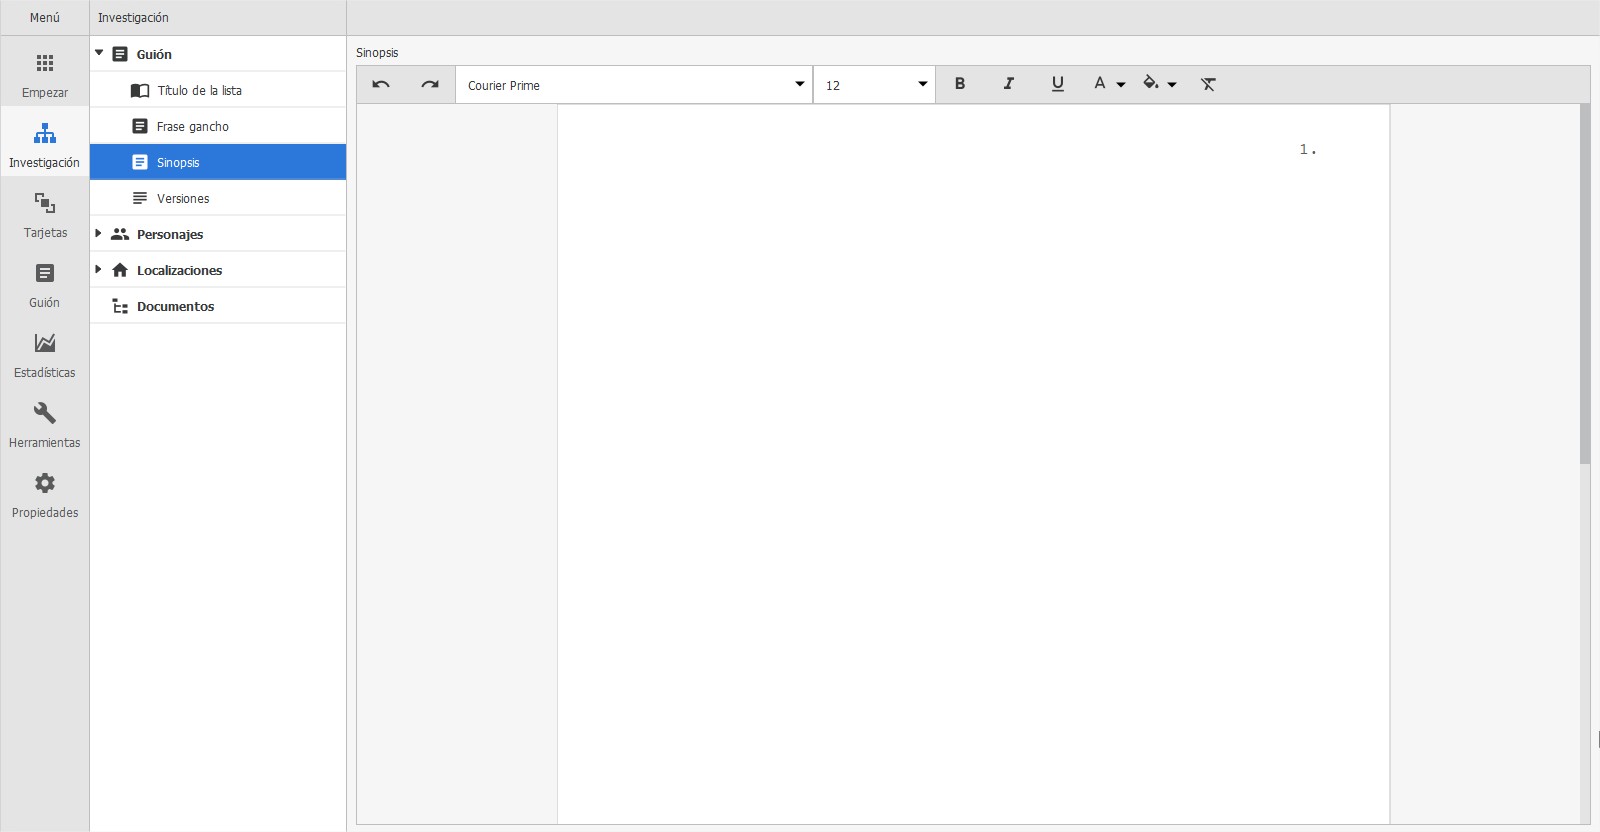 Menú
Investigación
Empezar
Investigación
Tarjetas
Guión
Estadísticas
Herramientas
Propiedades
Guión
Título de la lista
Frase gancho
Sinopsis
Versiones
Personajes
Localizaciones
Documentos
Sinopsis
Courier Prime
12
B I U A
1.